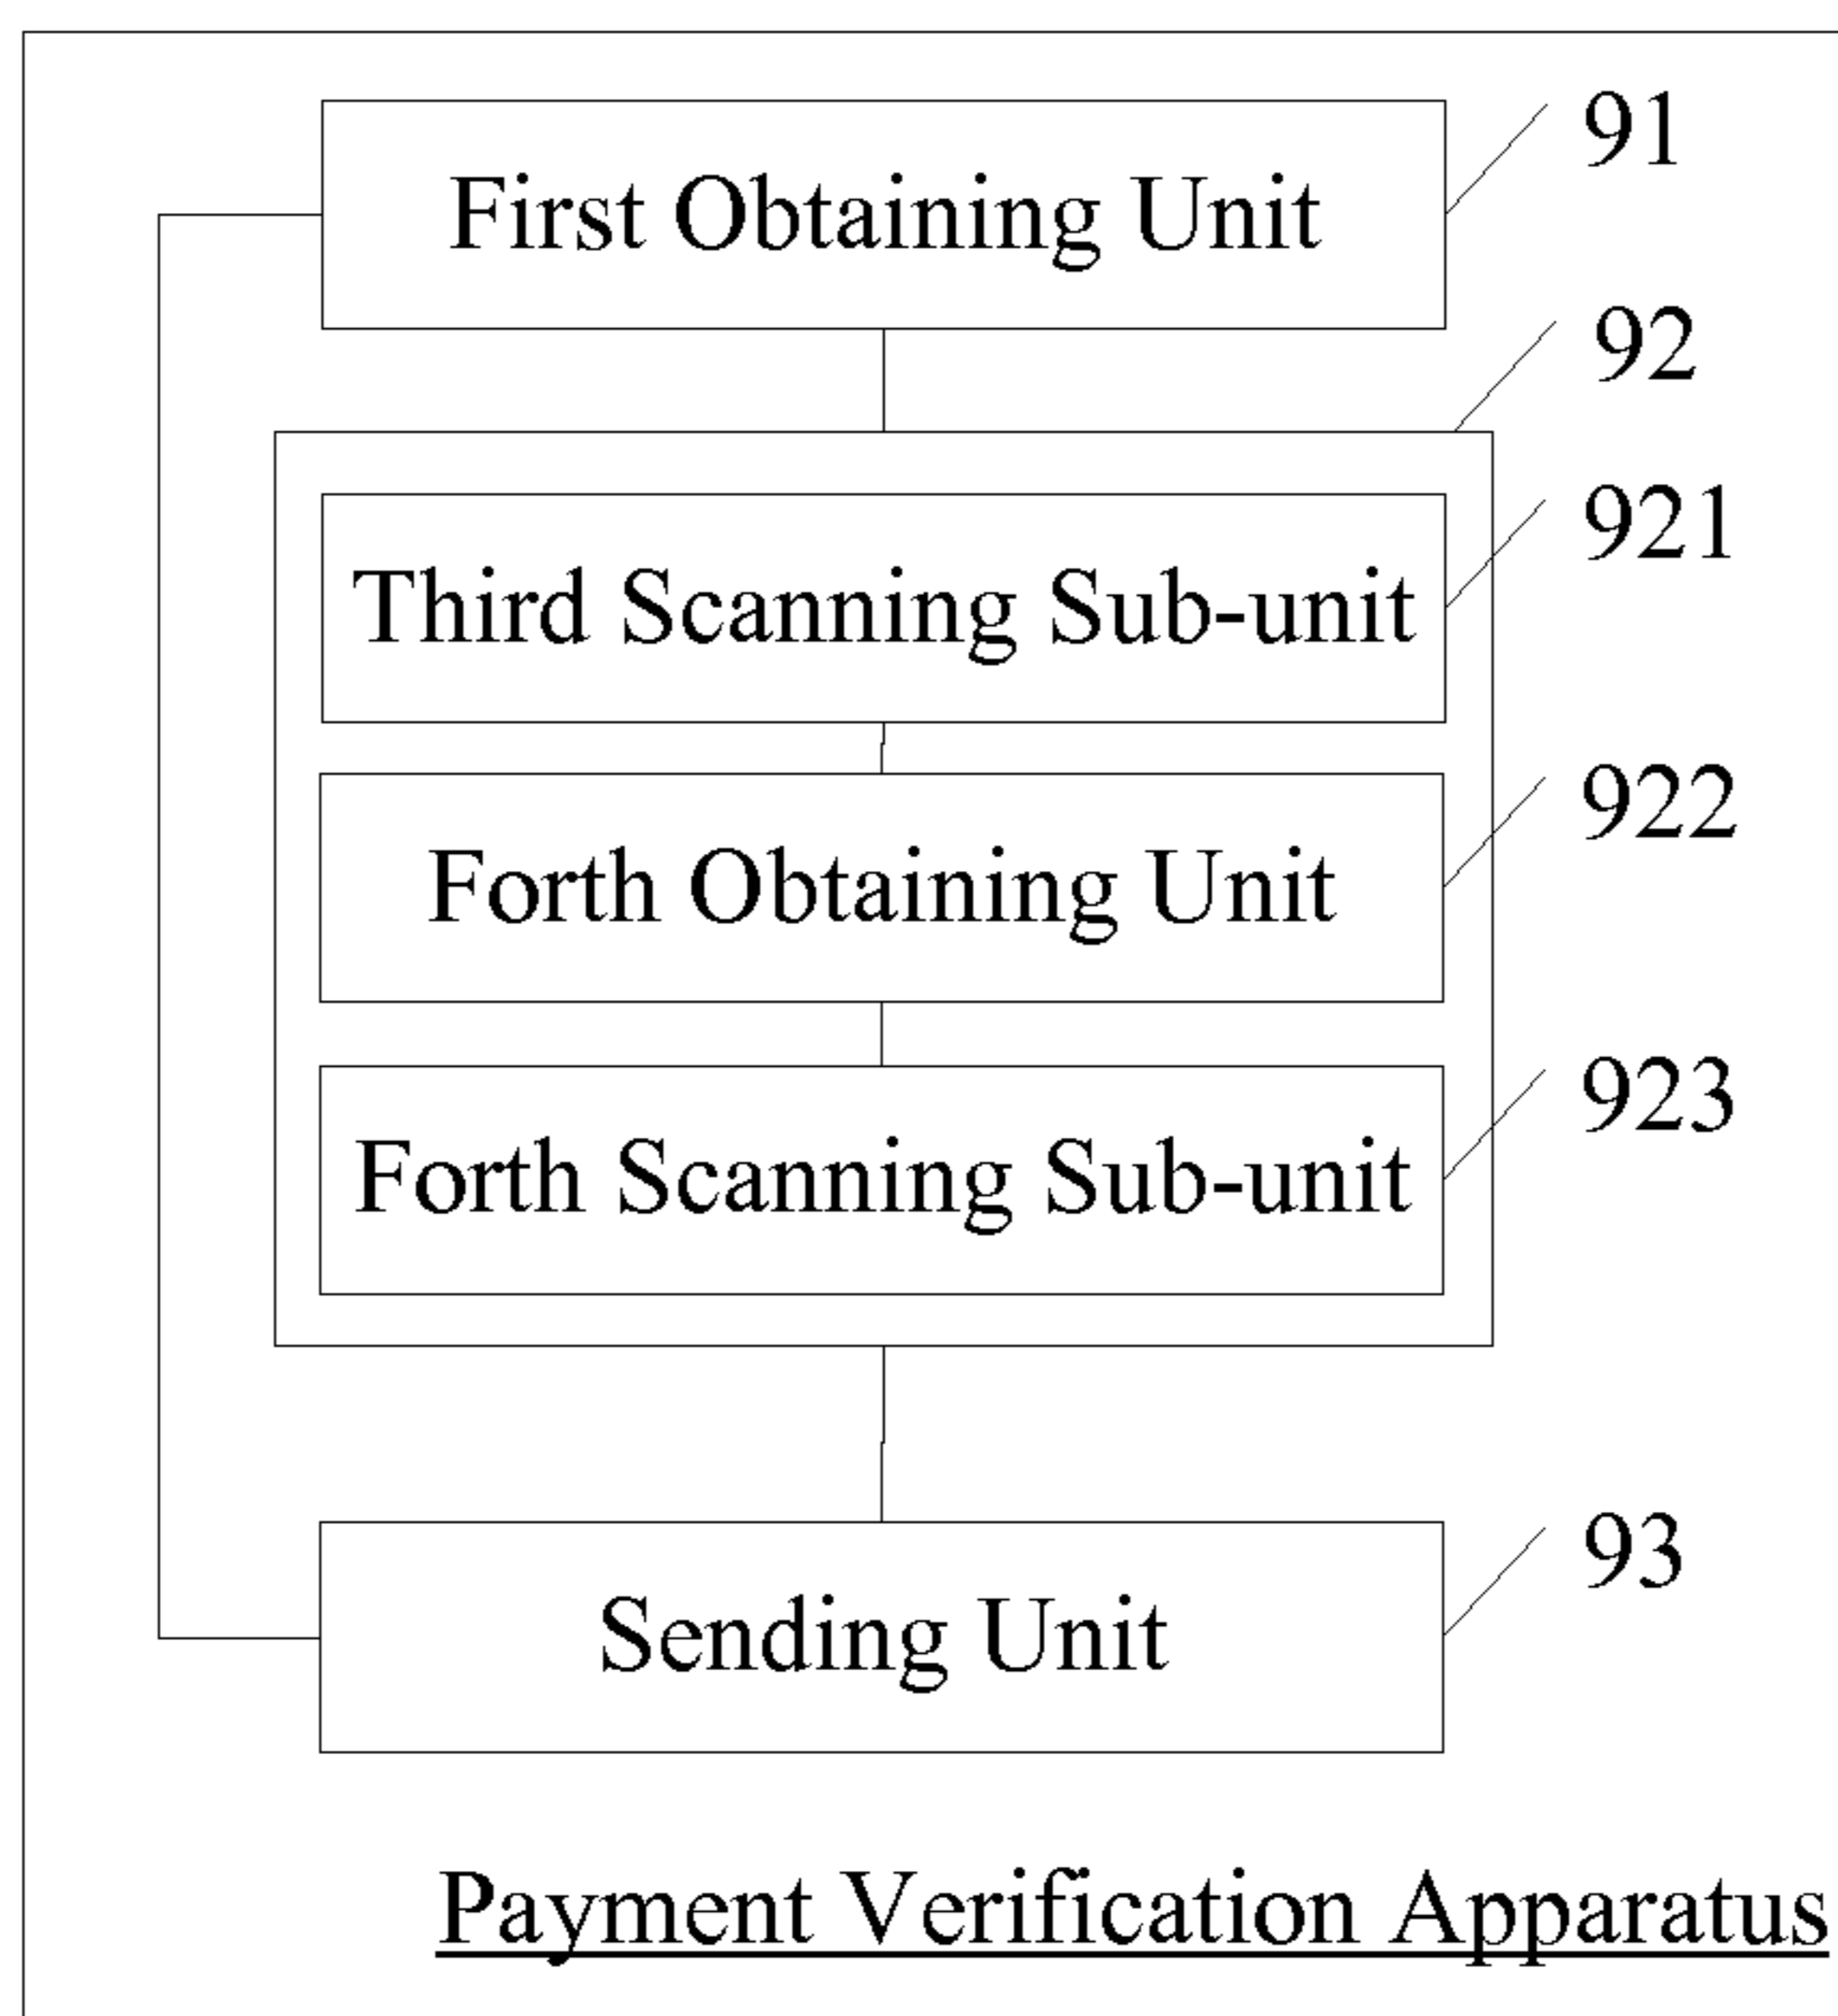 91
First Obtaining Unit
92
921
Third Scanning Sub-unit
922
Forth Obtaining Unit
923
Forth Scanning Sub-unit
93
Sending Unit
Payment Verification Apparatus